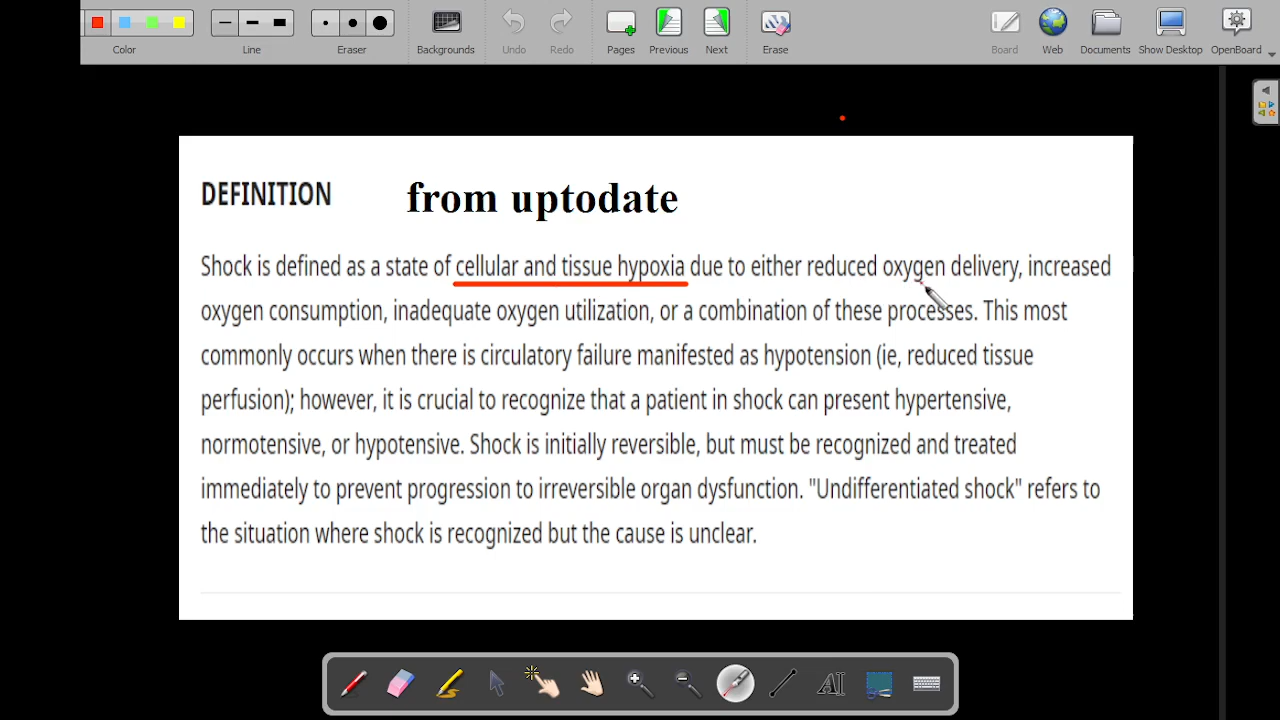 Color
Line
Eraser
Backgrounds
Undo
Redo
Pages
Previous
Next
Erase
Board
Web
Documents
Show Desktop
OpenBoard
DEFINITION from uptodate
Shock is defined as a state of cellular and tissue hypoxia due to either reduced oxygen delivery, increased
oxygen consumption, inadequate oxygen utilization, or a combination of these processes. This most
commonly occurs when there is circulatory failure manifested as hypotension (ie, reduced tissue
perfusion); however, it is crucial to recognize that a patient in shock can present hypertensive,
normotensive, or hypotensive. Shock is initially reversible, but must be recognized and treated
immediately to prevent progression to irreversible organ dysfunction. "Undifferentiated shock" refers to
the situation where shock is recognized but the cause is unclear.
AI